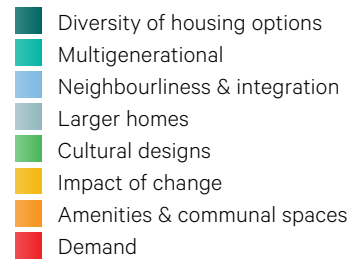 Diversity of housing options
Multigenerational
Neighbourliness & integration
Larger homes
Cultural designs
Impact of change
Amenities & communal spaces
Demand